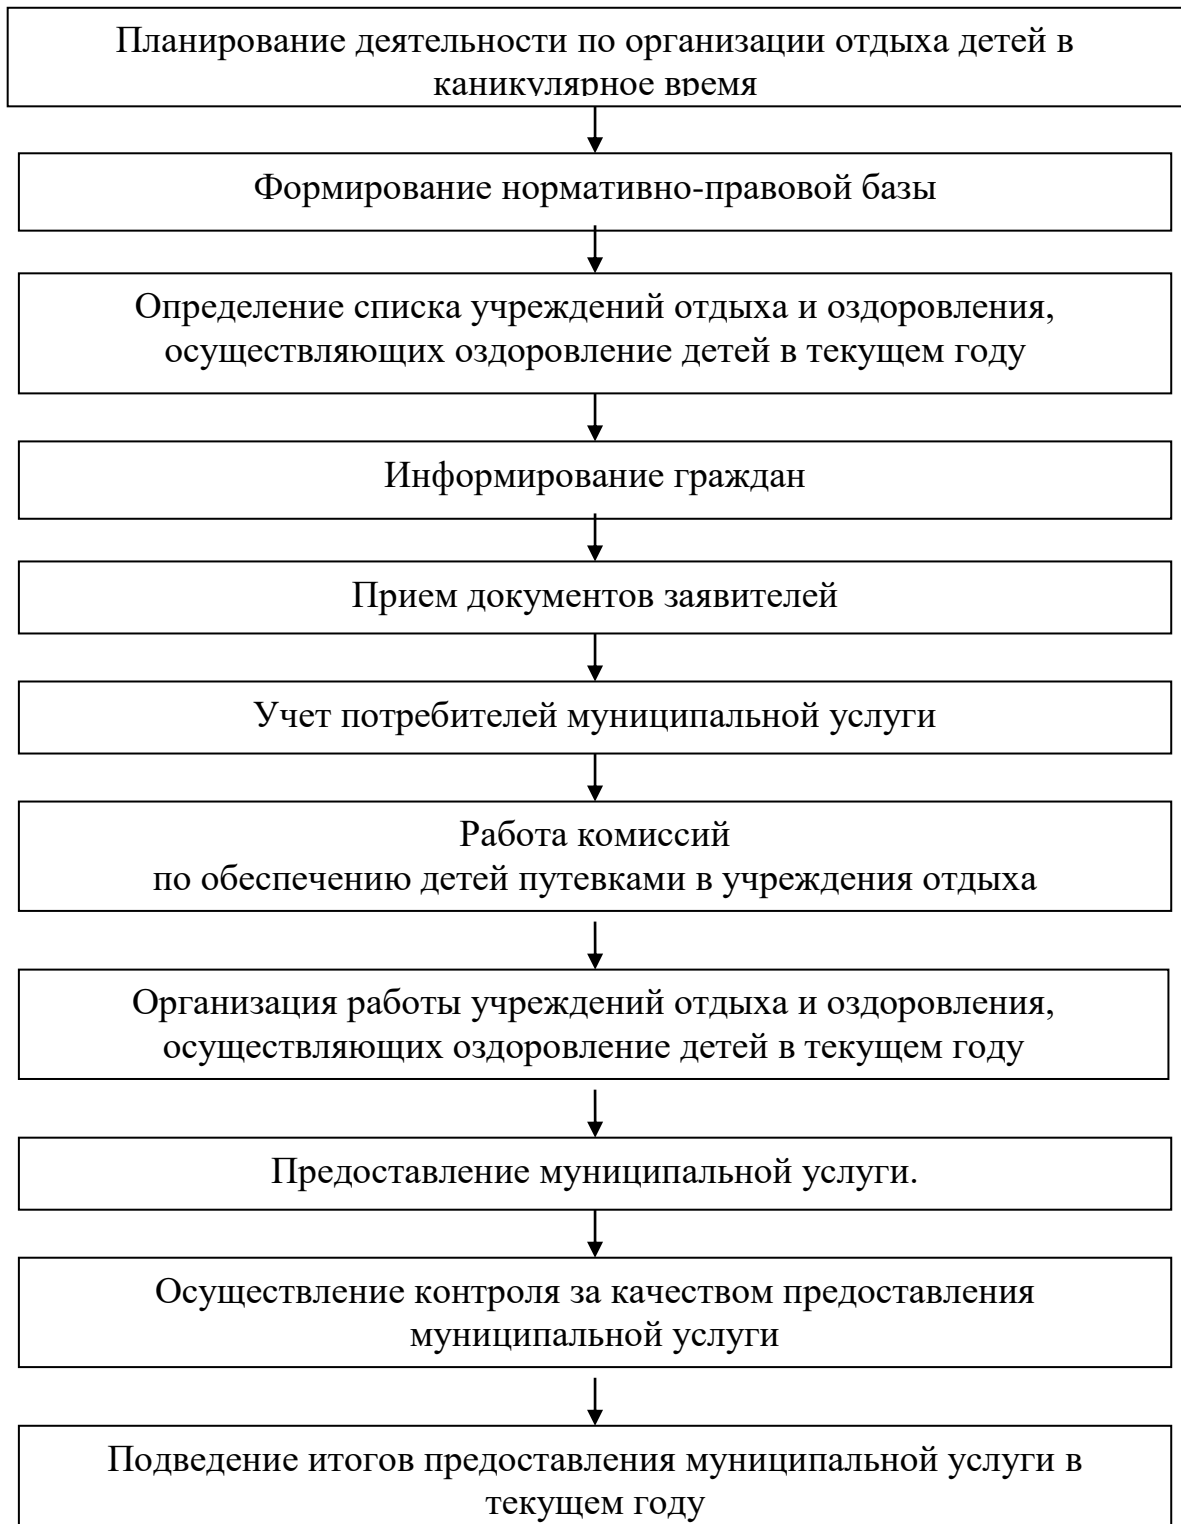 Планирование деятельности по организации отдыха детей в
каникулярное время
Формирование нормативно-правовой базы
Определение списка учреждений отдыха и оздоровления,
осуществляющих оздоровление детей в текущем году
Информирование граждан
Прием документов заявителей
Учет потребителей муниципальной услуги
Работа комиссий
по обеспечению детей путевками в учреждения отдыха
Организация работы учреждений отдыха и оздоровления,
осуществляющих оздоровление детей в текущем году
Предоставление муниципальной услуги.
Осуществление контроля за качеством предоставления
муниципальной услуги
Подведение итогов предоставления муниципальной услуги в
текущем году